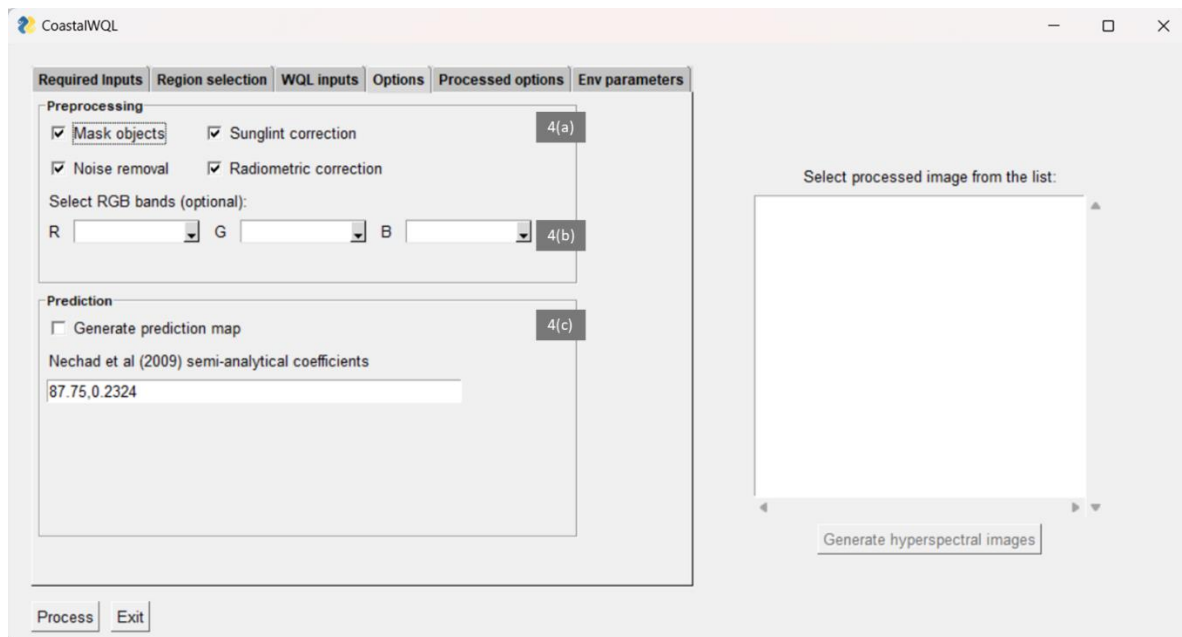 CoastalWQL
Required Inputs Region selection WQL inputs Options Processed options Env parameters
Preprocessing
Mask objects Sunglint correction 4(a)
Noise removal Radiometric correction
Select RGB bands (optional):
R G B 4(b)
Prediction
Generate prediction map 4(c)
Nechad et al (2009) semi-analytical coefficients
87.75,0.2324
Select processed image from the list:
Generate hyperspectral images
Process Exit